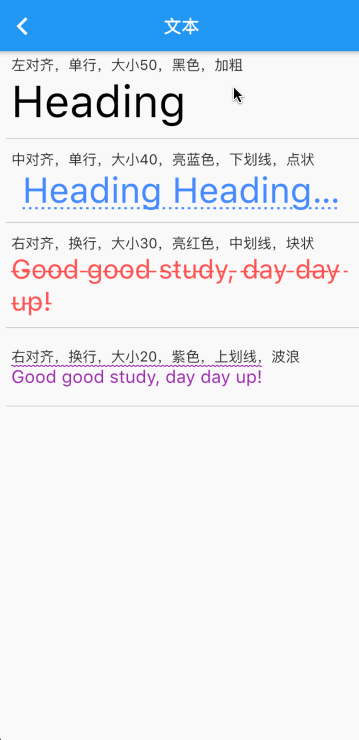 文本
左对齐，单行，大小50，黑色，加粗
Heading
中对齐，单行，大小40，亮蓝色，下划线，点状
Heading Heading...
右对齐，换行，大小30，亮红色，中划线，块状
Good good study, day day
up!
右对齐，换行，大小20，紫色，上划线，波浪
Good good study, day day up!